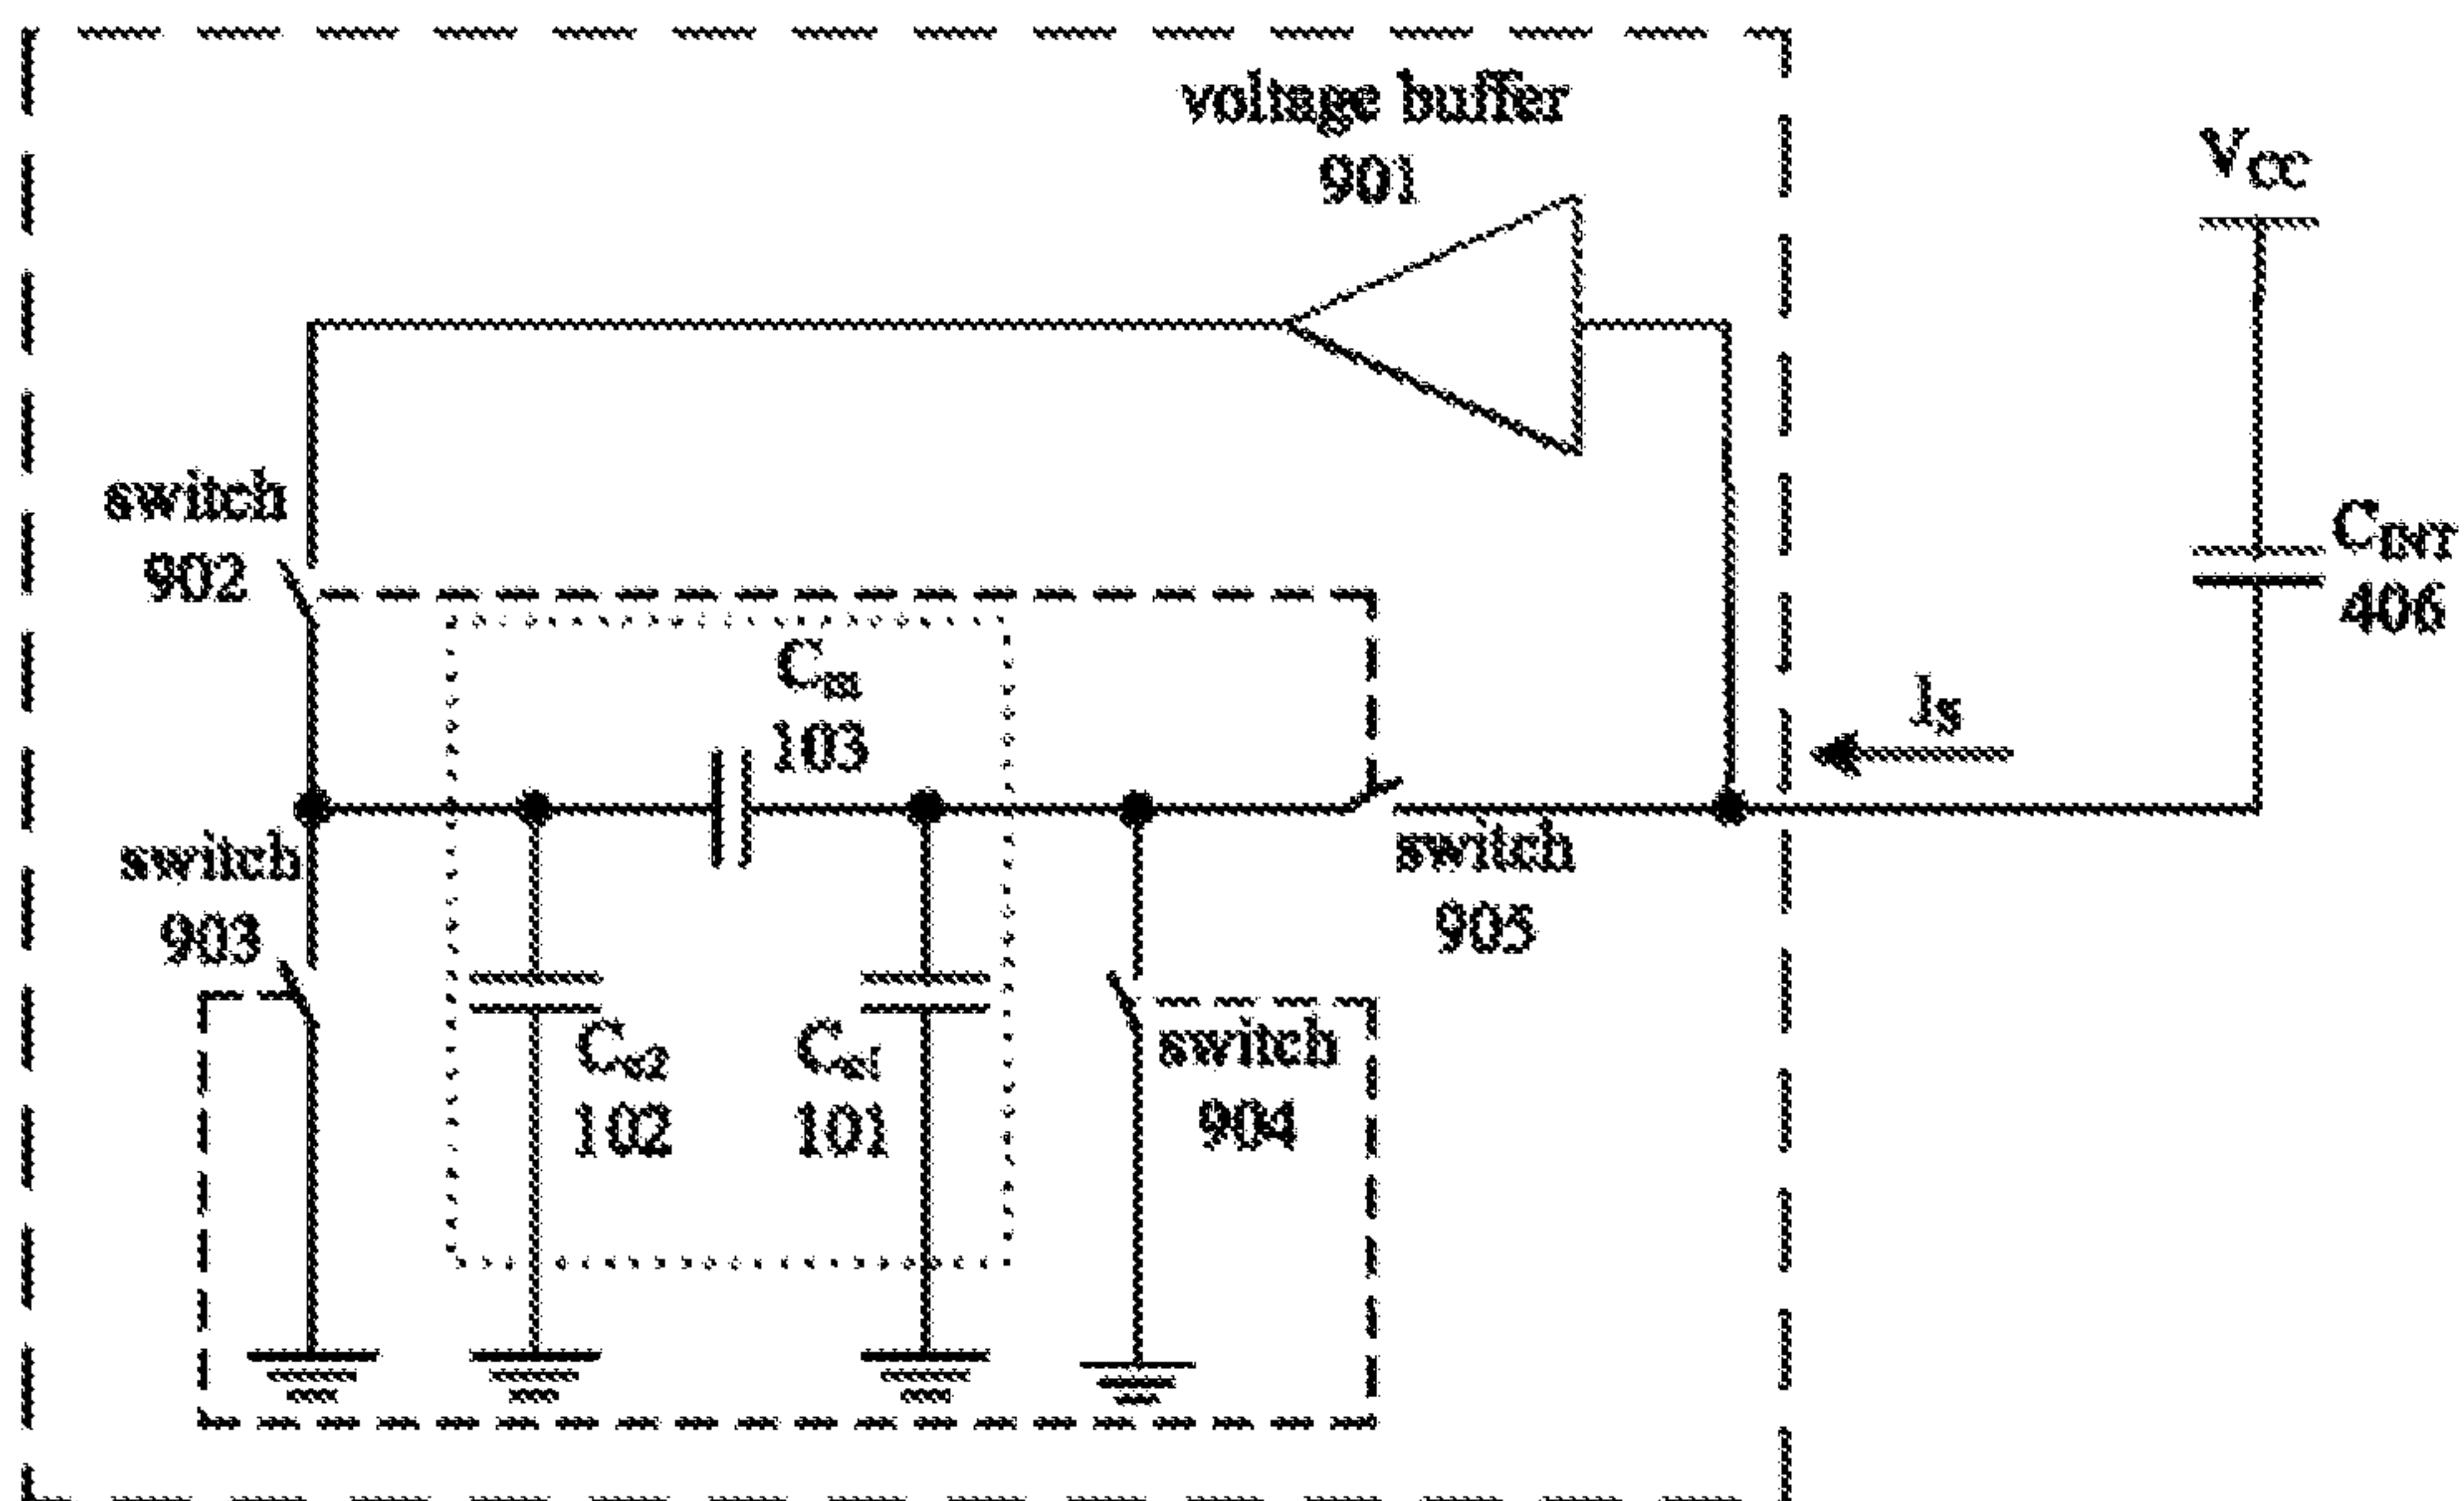 voltage buffer
901
VCC
switch
902
CINT
406
Cm
103
IS
switch
903
switch
905
Cs2
102
Cs1
101
switch
904